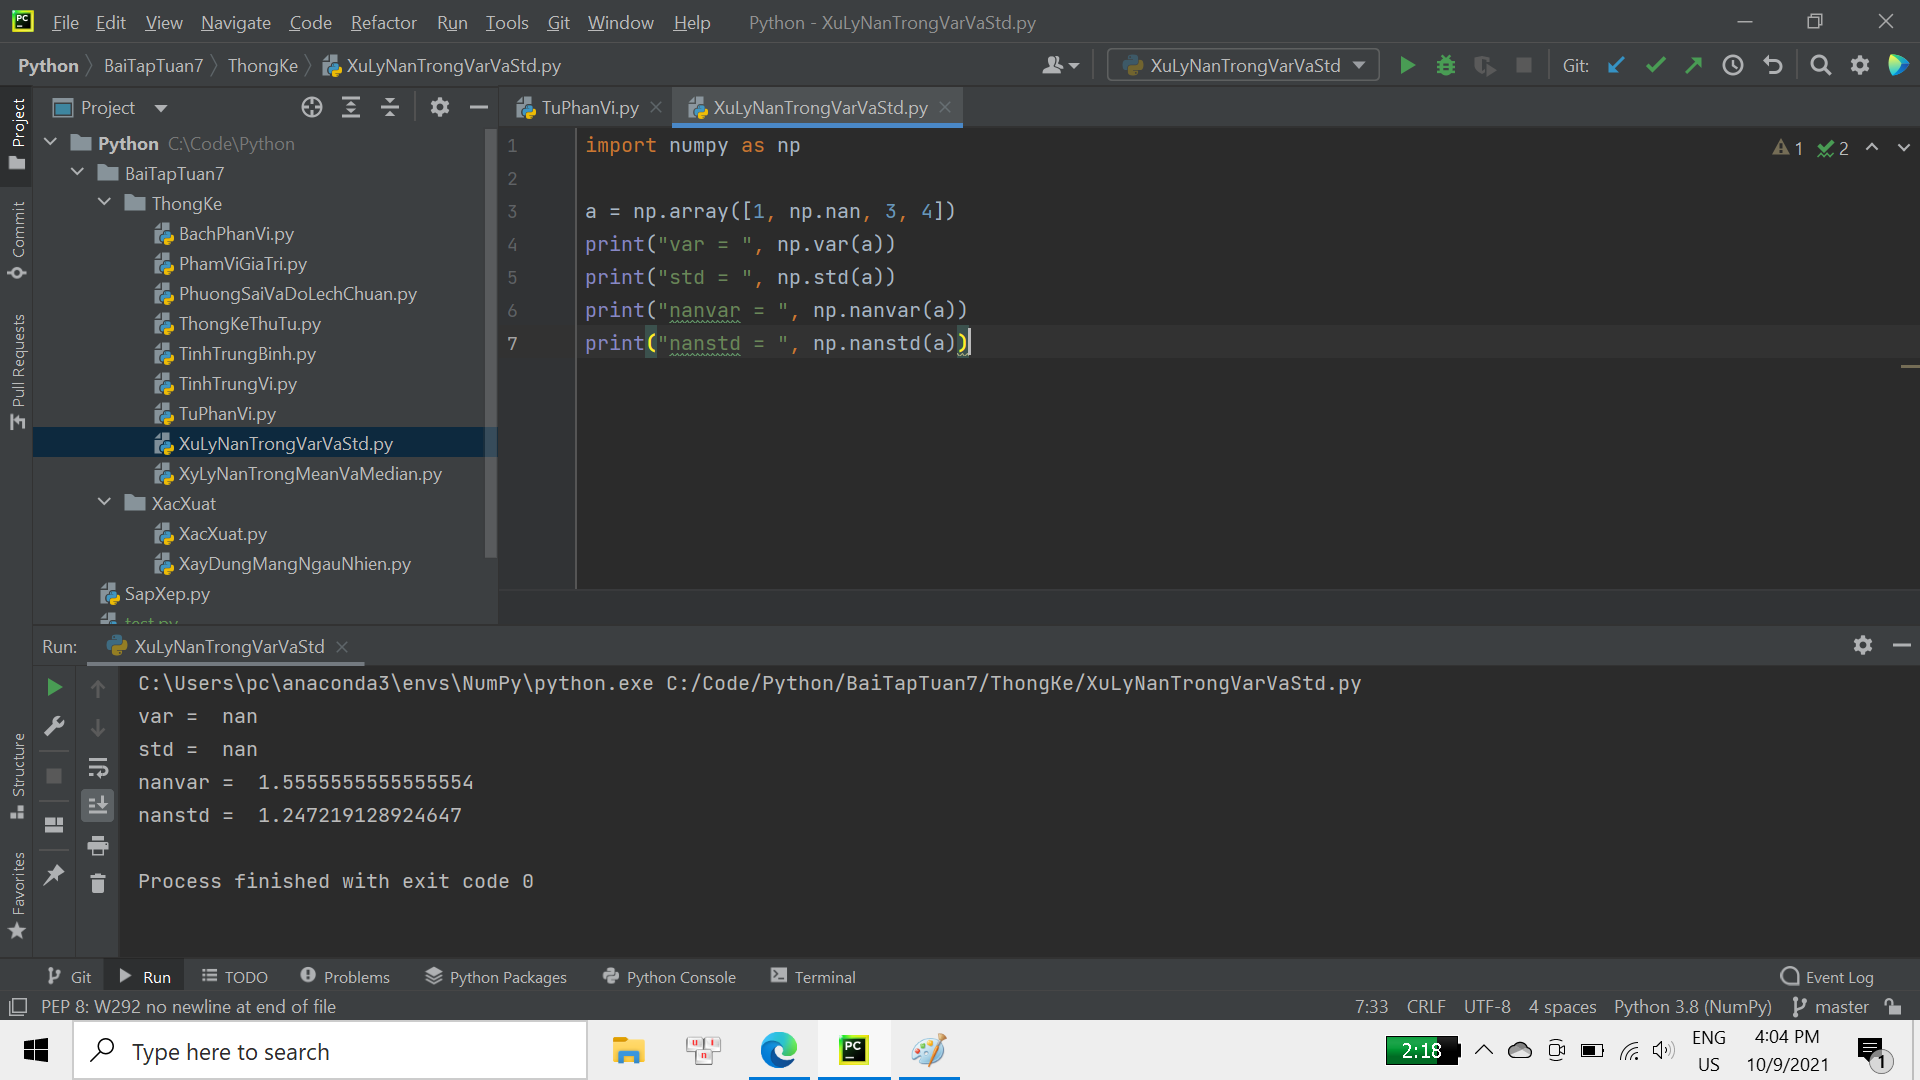 File Edit View Navigate Code Refactor Run Tools Git Window Help Python - XuLyNanTrongVarVaStd.py
Python BaiTapTuan7 ThongKe XuLyNanTrongVarVaStd.py XuLyNanTrongVarVaStd Git:
Project
TuPhanVi.py XuLyNanTrongVarVaStd.py
Python C:\Code\Python
BaiTapTuan7
ThongKe
BachPhanVi.py
PhamViGiaTri.py
PhuongSaiVaDoLechChuan.py
ThongKeThuTu.py
TinhTrungBinh.py
TinhTrungVi.py
TuPhanVi.py
XuLyNanTrongVarVaStd.py
XyLyNanTrongMeanVaMedian.py
XacXuat
XacXuat.py
XayDungMangNgauNhien.py
SapXep.py
test.py
Project
Commit
Pull Requests
Structure
Favorites
1 import numpy as np
2
3 a = np.array([1, np.nan, 3, 4])
4 print("var = ", np.var(a))
5 print("std = ", np.std(a))
6 print("nanvar = ", np.nanvar(a))
7 print("nanstd = ", np.nanstd(a))
1 2
Run: XuLyNanTrongVarVaStd
C:\Users\pc\anaconda3\envs\NumPy\python.exe C:/Code/Python/BaiTapTuan7/ThongKe/XuLyNanTrongVarVaStd.py
var =  nan
std =  nan
nanvar =  1.5555555555555554
nanstd =  1.247219128924647
Process finished with exit code 0
Git Run TODO Problems Python Packages Python Console Terminal Event Log
PEP 8: W292 no newline at end of file 7:33 CRLF UTF-8 4 spaces Python 3.8 (NumPy) master
Type here to search
2:18
ENG
US
4:04 PM
10/9/2021
1